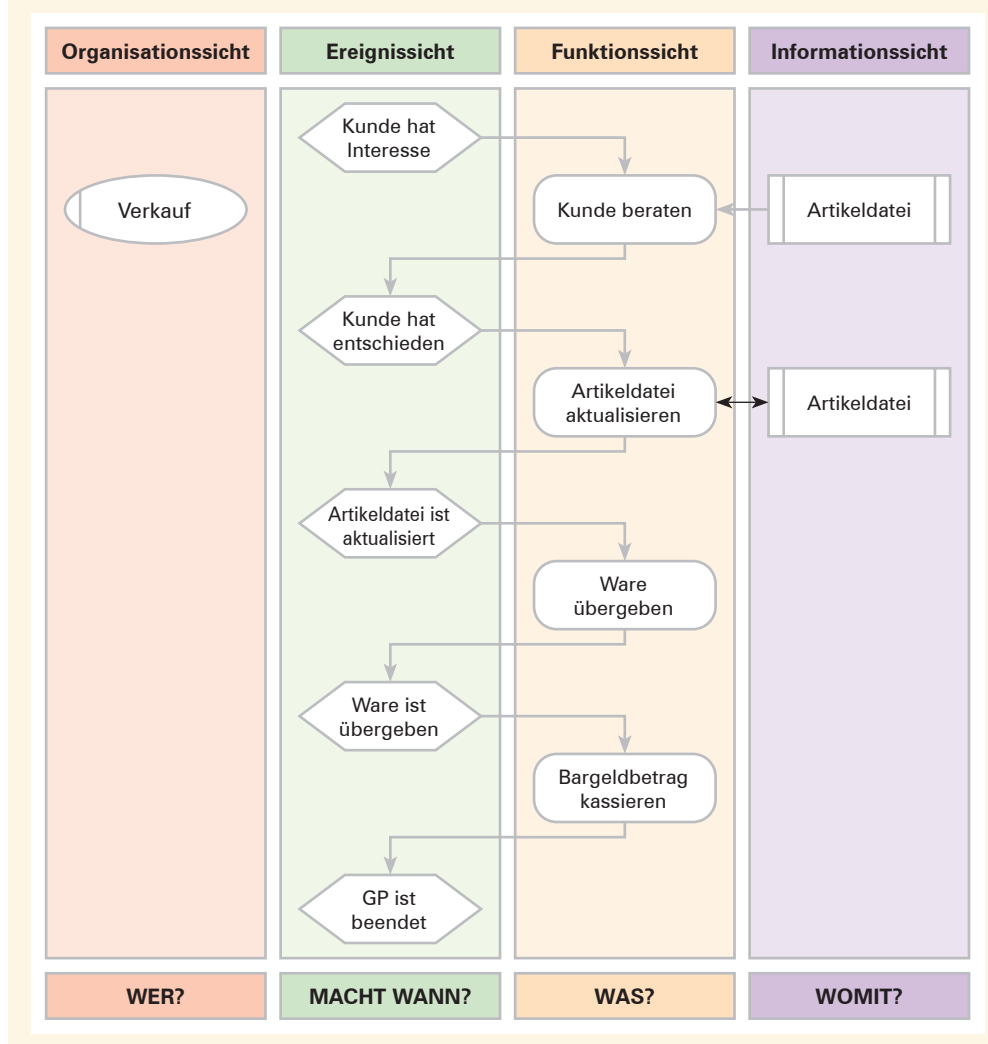 Organisationssicht
Ereignissicht
Funktionssicht
Informationssicht
Kunde hat
Interesse
Verkauf
Kunde beraten
Artikeldatei
Kunde hat
entschieden
Artikeldatei
aktualisieren
Artikeldatei
Artikeldatei ist
aktualisiert
Ware
übergeben
Ware ist
übergeben
Bargeldbetrag
kassieren
GP ist
beendet
WER?
MACHT WANN?
WAS?
WOMIT?